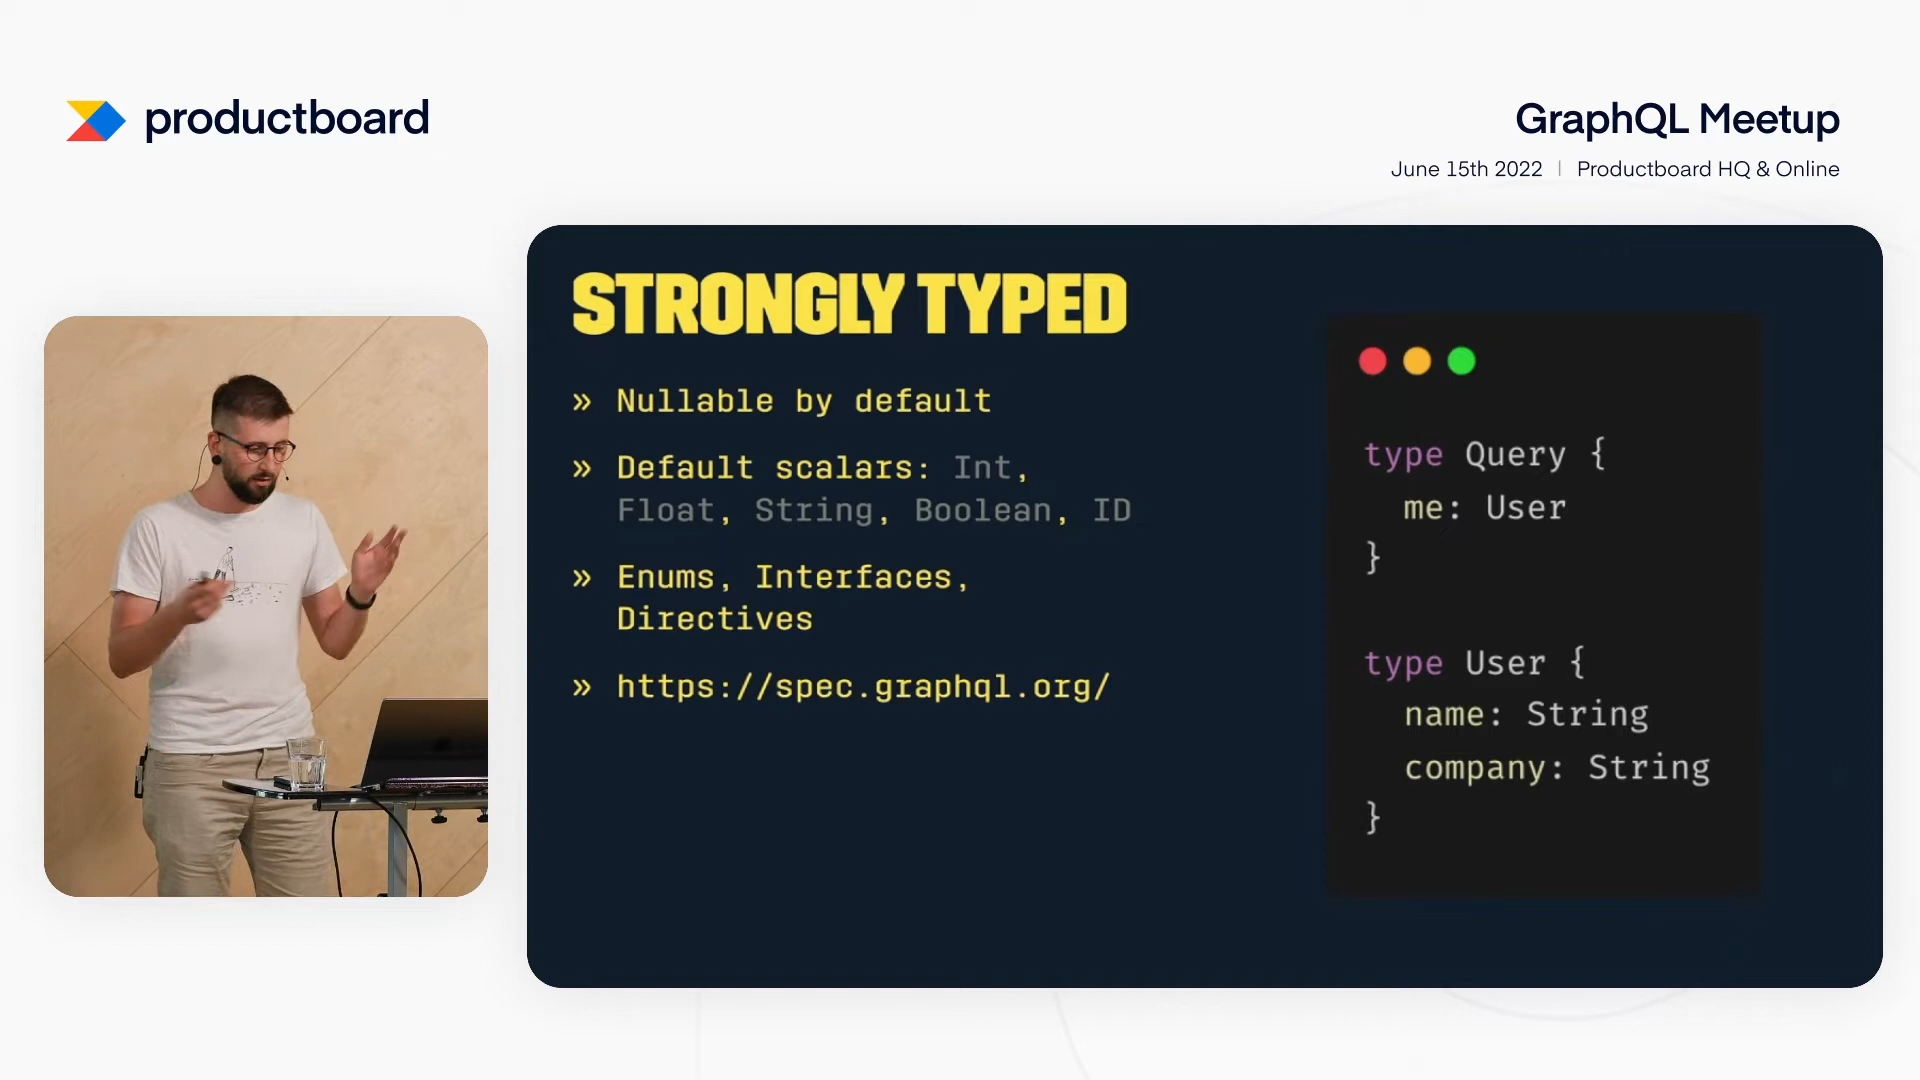 productboard
GraphQL Meetup
June 15th 2022 | Productboard HQ & Online
STRONGLY TYPED
» Nullable by default
» Default scalars: Int,
Float, String, Boolean, ID
» Enums, Interfaces,
Directives
» https://spec.graphql.org/
type Query {
  me: User
}
type User {
  name: String
  company: String
}